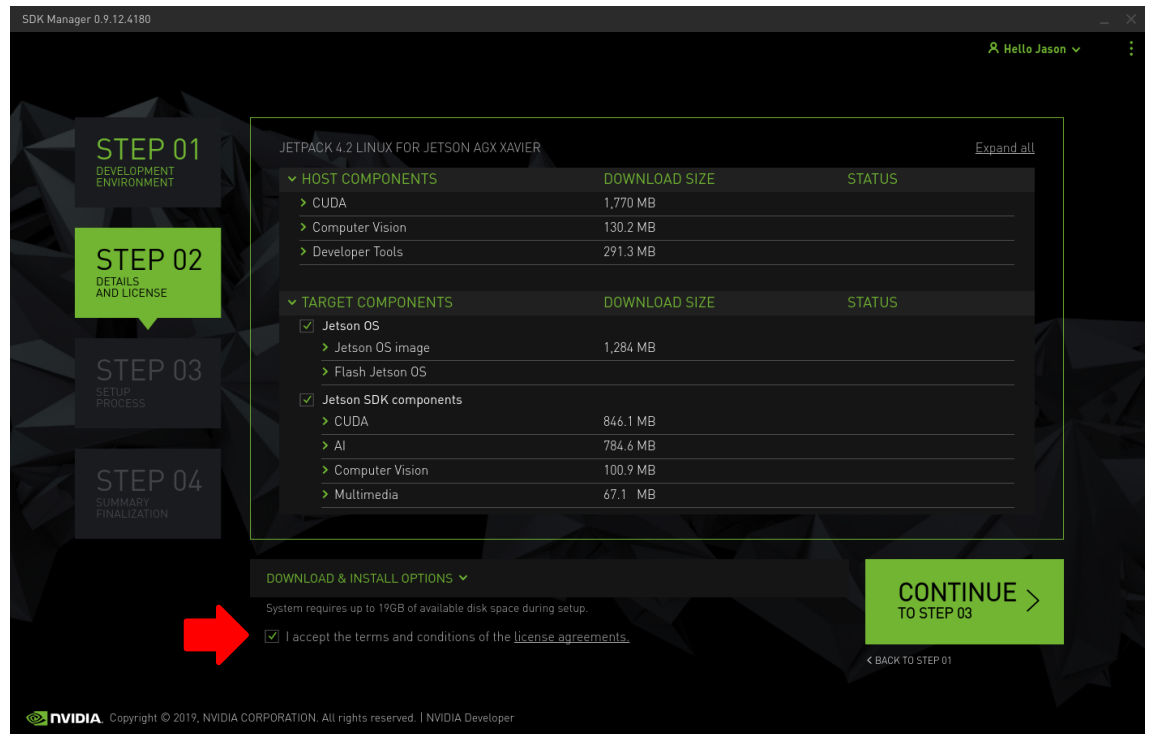 SDK Manager 0.9.12.4180
Hello Jason
STEP 01
DEVELOPMENT
ENVIRONMENT
STEP 02
DETAILS
AND LICENSE
STEP 03
SETUP
PROCESS
STEP 04
SUMMARY
FINALIZATION
JETPACK 4.2 LINUX FOR JETSON AGX XAVIER Expand all
HOST COMPONENTS DOWNLOAD SIZE STATUS
CUDA 1,770 MB
Computer Vision 130.2 MB
Developer Tools 291.3 MB
TARGET COMPONENTS DOWNLOAD SIZE STATUS
Jetson OS
Jetson OS image 1,284 MB
Flash Jetson OS
Jetson SDK components
CUDA 846.1 MB
AI 784.6 MB
Computer Vision 100.9 MB
Multimedia 67.1 MB
DOWNLOAD & INSTALL OPTIONS
System requires up to 19GB of available disk space during setup.
I accept the terms and conditions of the license agreements.
CONTINUE
TO STEP 03
BACK TO STEP 01
NVIDIA. Copyright © 2019, NVIDIA CORPORATION. All rights reserved. | NVIDIA Developer